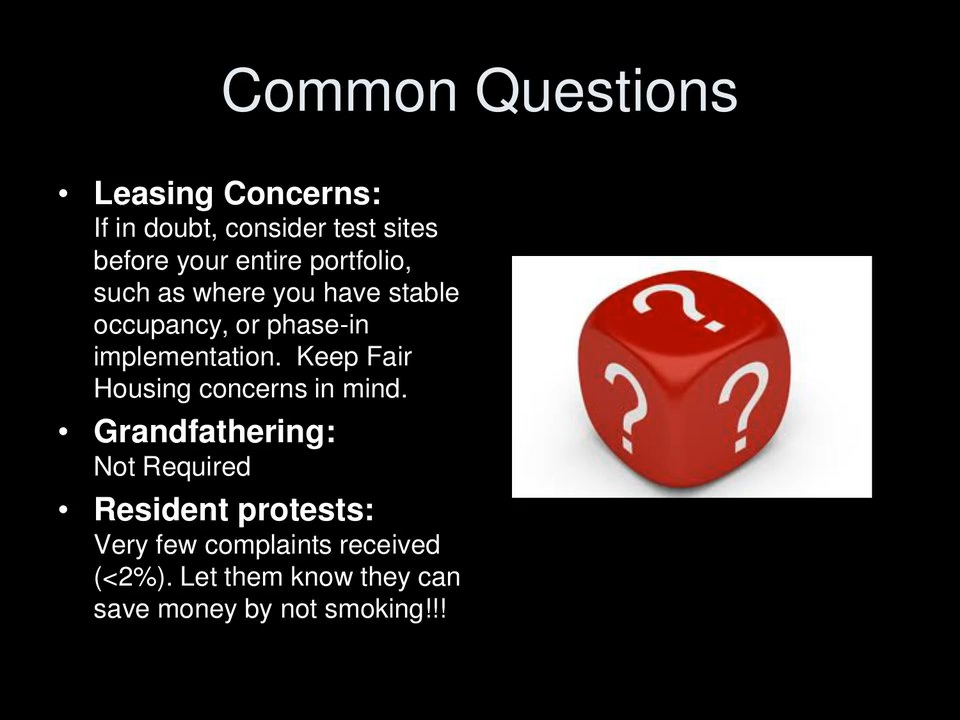 Common Questions
• Leasing Concerns:
If in doubt, consider test sites
before your entire portfolio,
such as where you have stable
occupancy, or phase-in
implementation.  Keep Fair
Housing concerns in mind.
• Grandfathering:
Not Required
• Resident protests:
Very few complaints received
(<2%). Let them know they can
save money by not smoking!!!
?
? ?